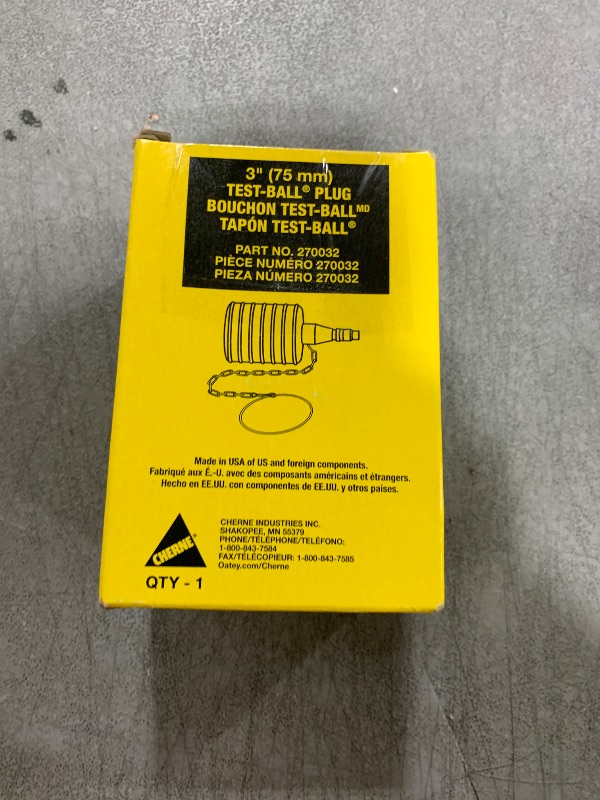 3" (75 mm)
TEST-BALL® PLUG
BOUCHON TEST-BALLMD
TAPÓN TEST-BALL®
PART NO. 270032
PIÈCE NUMÉRO 270032
PIEZA NÚMERO 270032
Made in USA of US and foreign components.
Fabriqué aux É.-U. avec des composants américains et étrangers.
Hecho en EE.UU. con componentes de EE.UU. y otros paises.
CHERNE®
CHERNE INDUSTRIES INC.
SHAKOPEE, MN 55379
PHONE/TÉLÉPHONE/TELÉFONO:
1-800-843-7584
FAX/TÉLÉCOPIEUR: 1-800-843-7585
Oatey.com/Cherne
QTY - 1